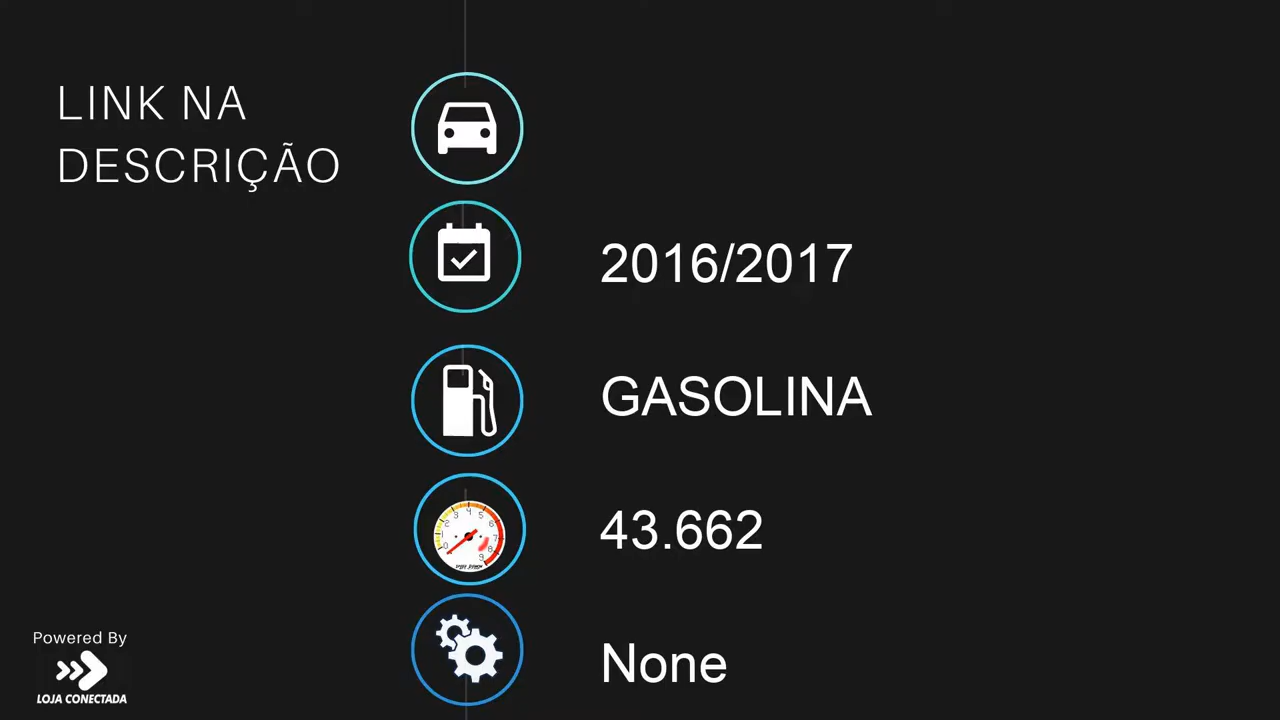 LINK NA
DESCRIÇÃO
2016/2017
GASOLINA
43.662
None
Powered By
LOJA CONECTADA